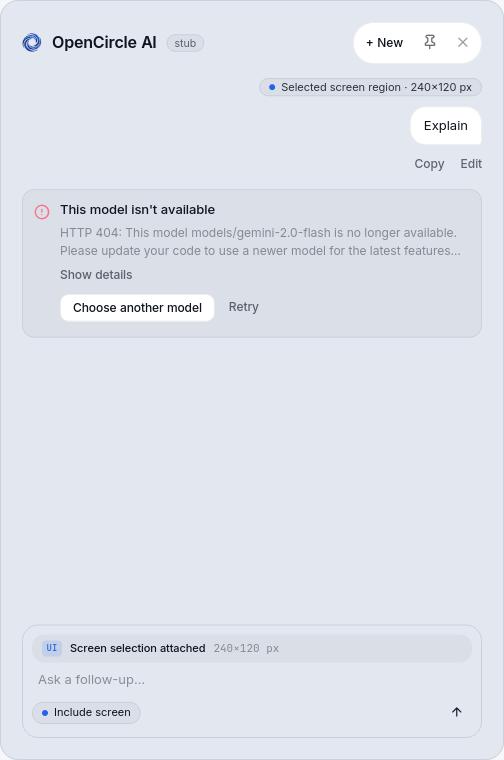 OpenCircle AI stub + New
Selected screen region · 240×120 px
Explain
Copy Edit
This model isn't available
HTTP 404: This model models/gemini-2.0-flash is no longer available.
Please update your code to use a newer model for the latest features...
Show details
Choose another model Retry
UI Screen selection attached 240×120 px
Ask a follow-up...
Include screen